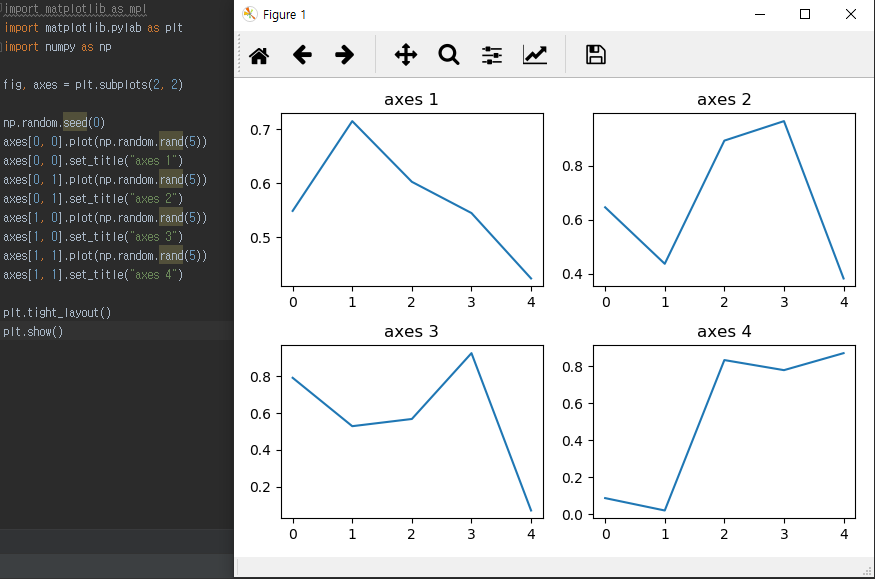 import matplotlib as mpl
import matplotlib.pylab as plt
import numpy as np
fig, axes = plt.subplots(2, 2)
np.random.seed(0)
axes[0, 0].plot(np.random.rand(5))
axes[0, 0].set_title("axes 1")
axes[0, 1].plot(np.random.rand(5))
axes[0, 1].set_title("axes 2")
axes[1, 0].plot(np.random.rand(5))
axes[1, 0].set_title("axes 3")
axes[1, 1].plot(np.random.rand(5))
axes[1, 1].set_title("axes 4")
plt.tight_layout()
plt.show()
Figure 1
axes 1
0.7
0.6
0.5
0 1 2 3 4
axes 2
0.8
0.6
0.4
0 1 2 3 4
axes 3
0.8
0.6
0.4
0.2
0 1 2 3 4
axes 4
0.8
0.6
0.4
0.2
0.0
0 1 2 3 4